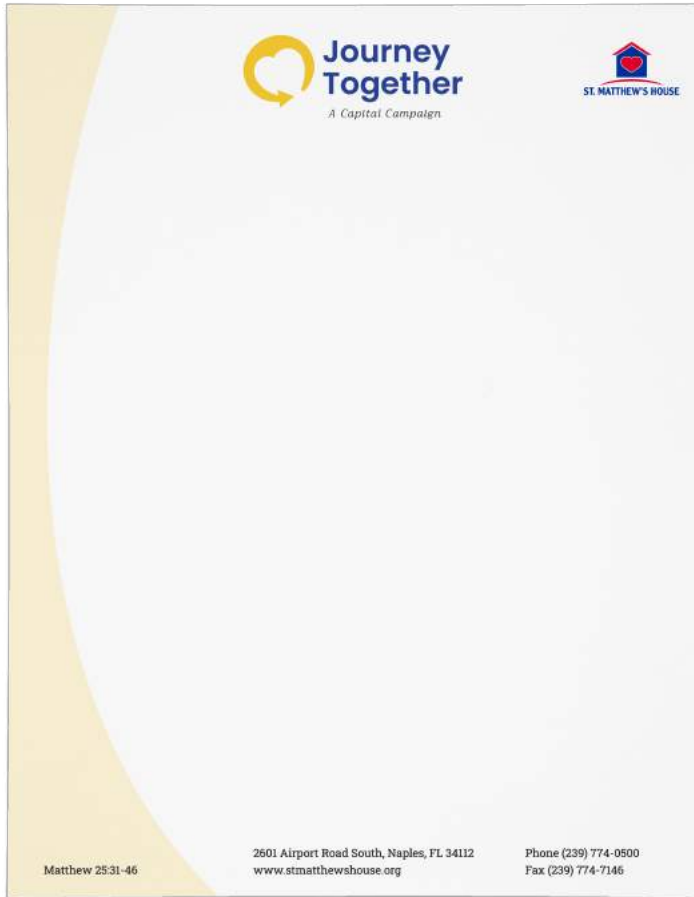 Journey
Together
A Capital Campaign
ST. MATTHEW'S HOUSE
Matthew 25:31-46
2601 Airport Road South, Naples, FL 34112
www.stmatthewshouse.org
Phone (239) 774-0500
Fax (239) 774-7146